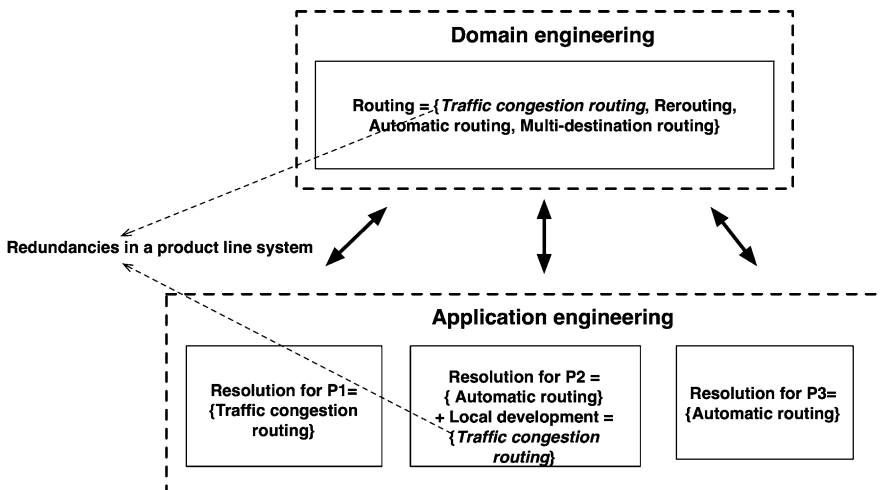 Domain engineering
Routing = {Traffic congestion routing, Rerouting,
Automatic routing, Multi-destination routing}
Redundancies in a product line system
Application engineering
Resolution for P1=
{Traffic congestion
routing}
Resolution for P2 =
{ Automatic routing}
+ Local development =
{Traffic congestion
routing}
Resolution for P3=
{Automatic routing}